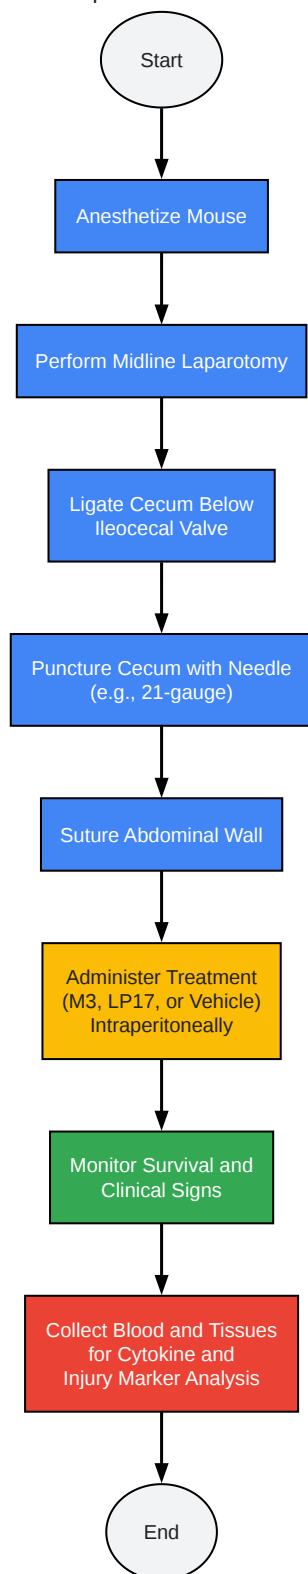 Start
Anesthetize Mouse
Perform Midline Laparotomy
Ligate Cecum Below
Ileocecal Valve
Puncture Cecum with Needle
(e.g., 21-gauge)
Suture Abdominal Wall
Administer Treatment
(M3, LP17, or Vehicle)
Intraperitoneally
Monitor Survival and
Clinical Signs
Collect Blood and Tissues
for Cytokine and
Injury Marker Analysis
End